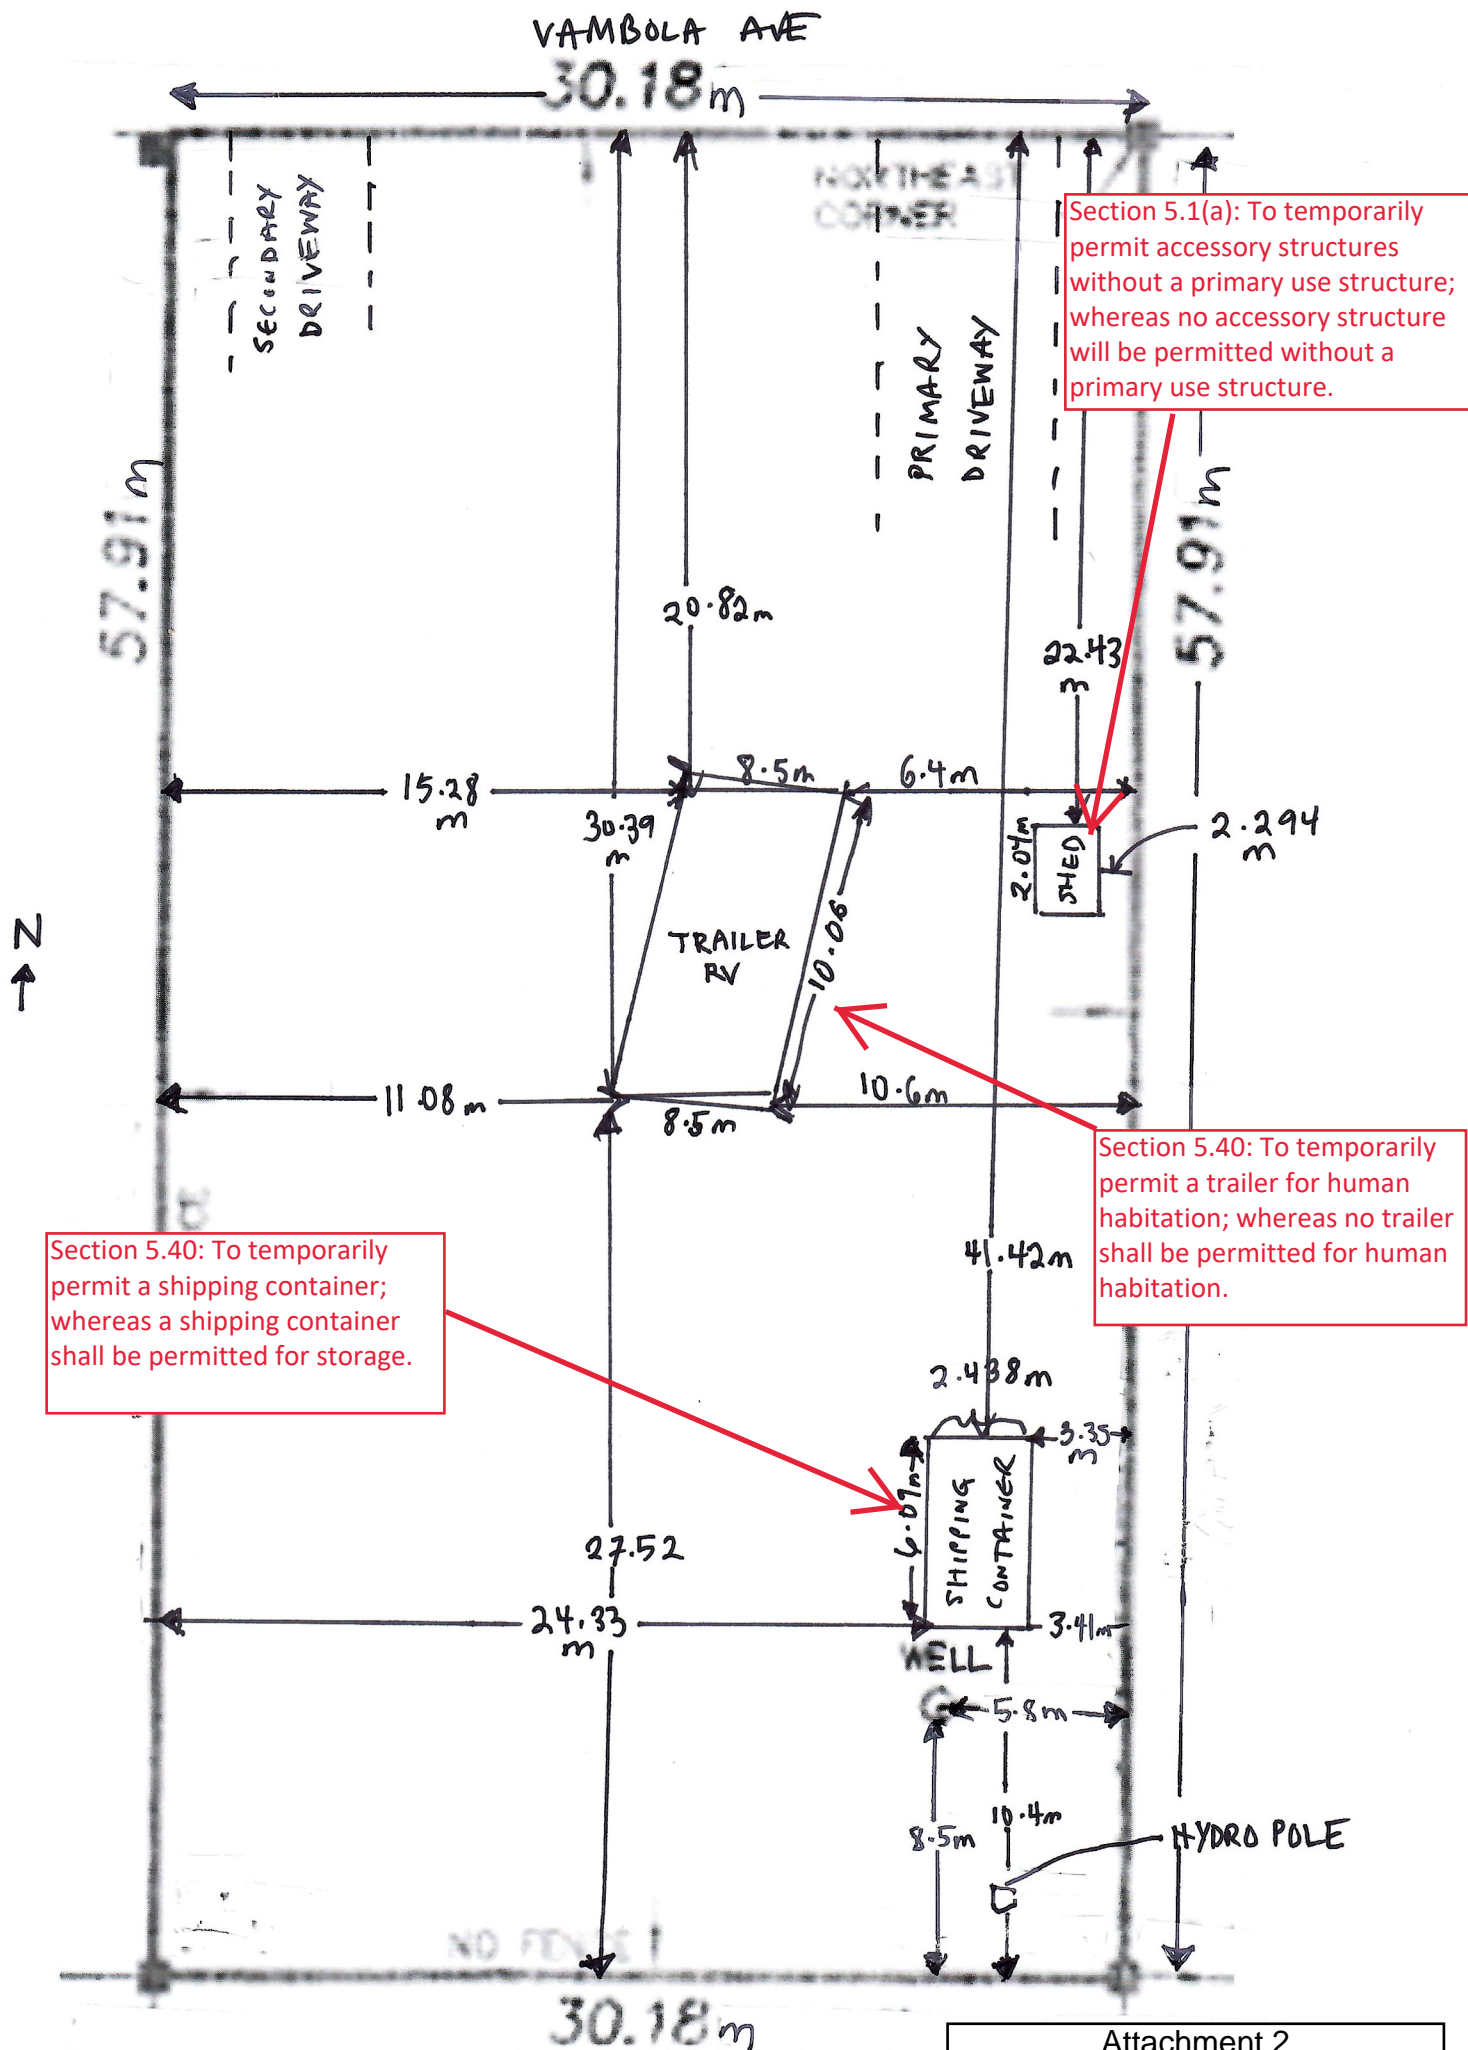 VAMBOLA AVE
30.18m
NORTHEAST
CORNER
SECONDARY
DRIVEWAY
PRIMARY
DRIVEWAY
Section 5.1(a): To temporarily
permit accessory structures
without a primary use structure;
whereas no accessory structure
will be permitted without a
primary use structure.
57.91m
57.91m
20.82m
22.43
m
15.28
m
8.5m
6.4m
30.39
m
2.04m
SHED
2.294
m
N
TRAILER
RV
10.06
11.08m
8.5m
10.6m
Section 5.40: To temporarily
permit a trailer for human
habitation; whereas no trailer
shall be permitted for human
habitation.
Section 5.40: To temporarily
permit a shipping container;
whereas a shipping container
shall be permitted for storage.
41.42m
2.438m
3.35
m
6.09m
SHIPPING
CONTAINER
27.52
24.33
m
3.41m
WELL
5.8m
8.5m
10.4m
HYDRO POLE
NO FENCE
30.18m
Attachment 2